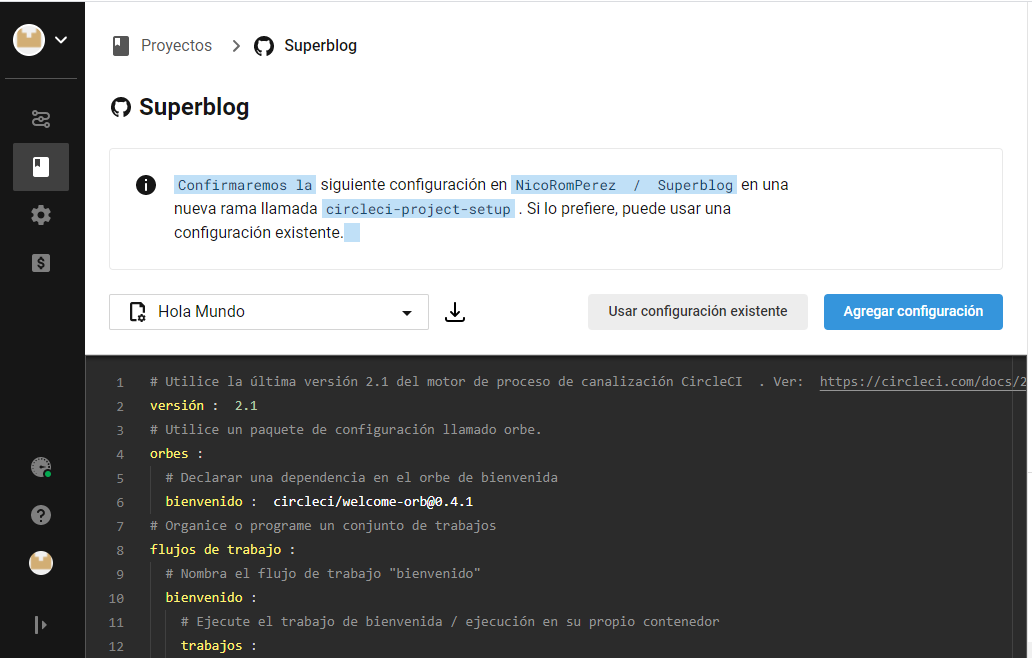 Proyectos > Superblog
Superblog
Confirmaremos la siguiente configuración en NicoRomPerez / Superblog en una
nueva rama llamada circleci-project-setup . Si lo prefiere, puede usar una
configuración existente.
Hola Mundo
Usar configuración existente
Agregar configuración
1 # Utilice la última versión 2.1 del motor de proceso de canalización CircleCI . Ver: https://circleci.com/docs/2
2 versión : 2.1
3 # Utilice un paquete de configuración llamado orbe.
4 orbes :
5 # Declarar una dependencia en el orbe de bienvenida
6 bienvenido : circleci/welcome-orb@0.4.1
7 # Organice o programe un conjunto de trabajos
8 flujos de trabajo :
9 # Nombra el flujo de trabajo "bienvenido"
10 bienvenido :
11 # Ejecute el trabajo de bienvenida / ejecución en su propio contenedor
12 trabajos :